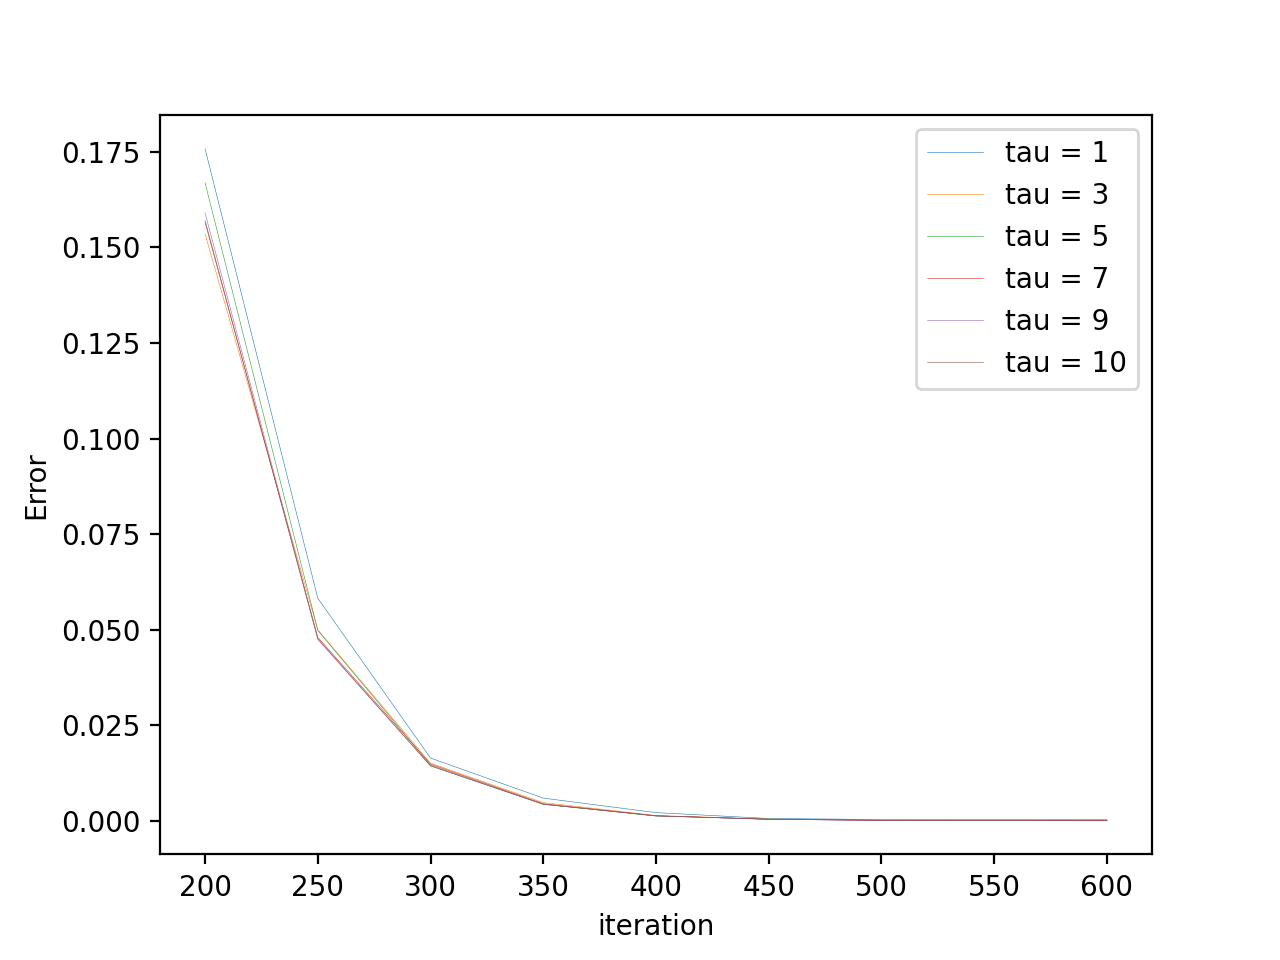 0.175
0.150
0.125
0.100
0.075
0.050
0.025
0.000
Error
200 250 300 350 400 450 500 550 600
iteration
tau = 1
tau = 3
tau = 5
tau = 7
tau = 9
tau = 10